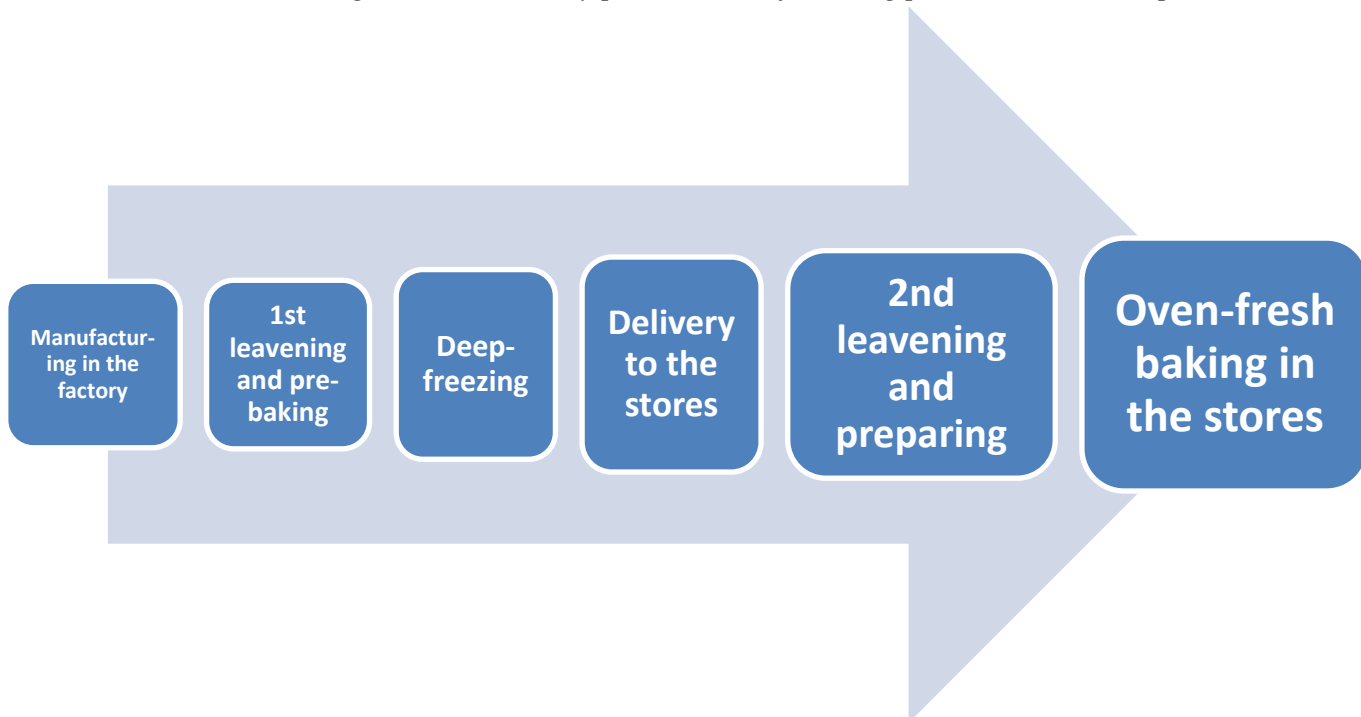 Manufactur-
ing in the
factory
1st
leavening
and pre-
baking
Deep-
freezing
Delivery
to the
stores
2nd
leavening
and
preparing
Oven-fresh
baking in
the stores